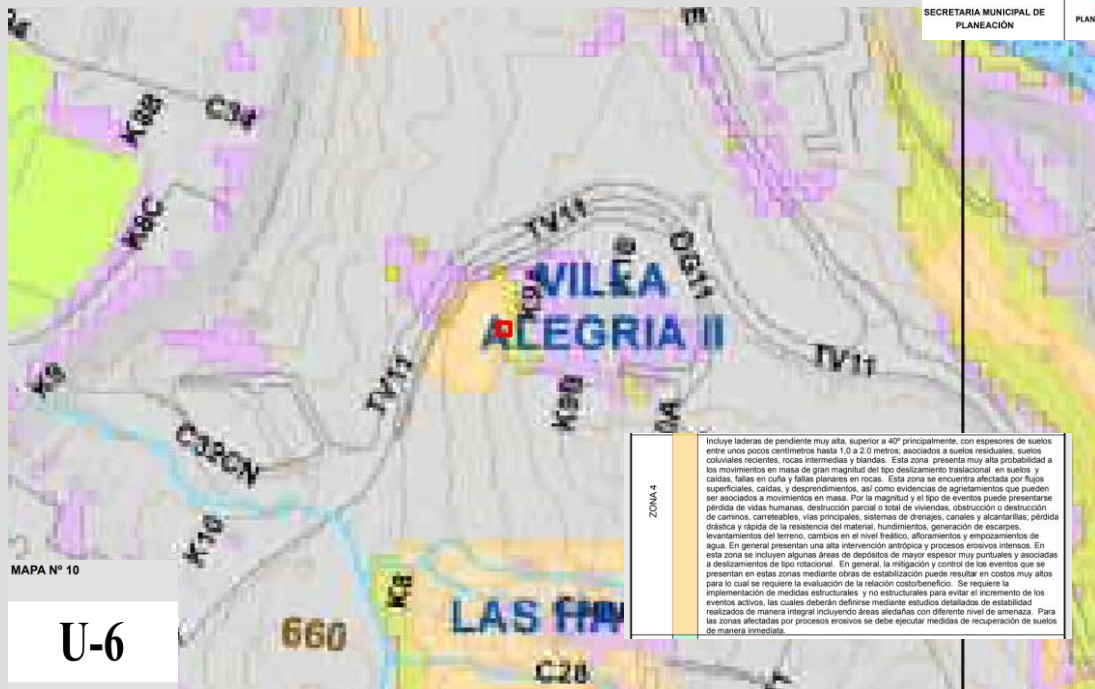 SECRETARIA MUNICIPAL DE
PLANEACIÓN
PLAN
E
C34
K8B
K8C
TV11
DG11
VILLA
ALEGRIA II
K9
TV11
TV11
K9B
C32CN
K10
K8
LAS
C28
660
MAPA Nº 10
U-6
ZONA 4
Incluye laderas de pendiente muy alta, superior a 40º principalmente, con espesores de suelos
entre unos pocos centímetros hasta 1,0 a 2.0 metros; asociados a suelos residuales, suelos
coluviales recientes, rocas intermedias y blandas. Esta zona presenta muy alta probabilidad a
los movimientos en masa de gran magnitud del tipo deslizamiento traslacional en suelos y
caídas, fallas en cuña y fallas planares en rocas. Esta zona se encuentra afectada por flujos
superficiales, caídas, y desprendimientos, así como evidencias de agrietamientos que pueden
ser asociados a movimientos en masa. Por la magnitud y el tipo de eventos puede presentarse
pérdida de vidas humanas, destrucción parcial o total de viviendas, obstrucción o destrucción
de caminos, carreteables, vías principales, sistemas de drenajes, canales y alcantarillas; pérdida
drástica y rápida de la resistencia del material, hundimientos, generación de escarpes,
levantamientos del terreno, cambios en el nivel freático, afloramientos y empozamientos de
agua. En general presentan una alta intervención antrópica y procesos erosivos intensos. En
esta zona se incluyen algunas áreas de depósitos de mayor espesor muy puntuales y asociadas
a deslizamientos de tipo rotacional. En general, la mitigación y control de los eventos que se
presentan en estas zonas mediante obras de estabilización puede resultar en costos muy altos
para lo cual se requiere la evaluación de la relación costo/beneficio. Se requiere la
implementación de medidas estructurales y no estructurales para evitar el incremento de los
eventos activos, las cuales deberán definirse mediante estudios detallados de estabilidad
realizados de manera integral incluyendo áreas aledañas con diferente nivel de amenaza. Para
las zonas afectadas por procesos erosivos se debe ejecutar medidas de recuperación de suelos
de manera inmediata.